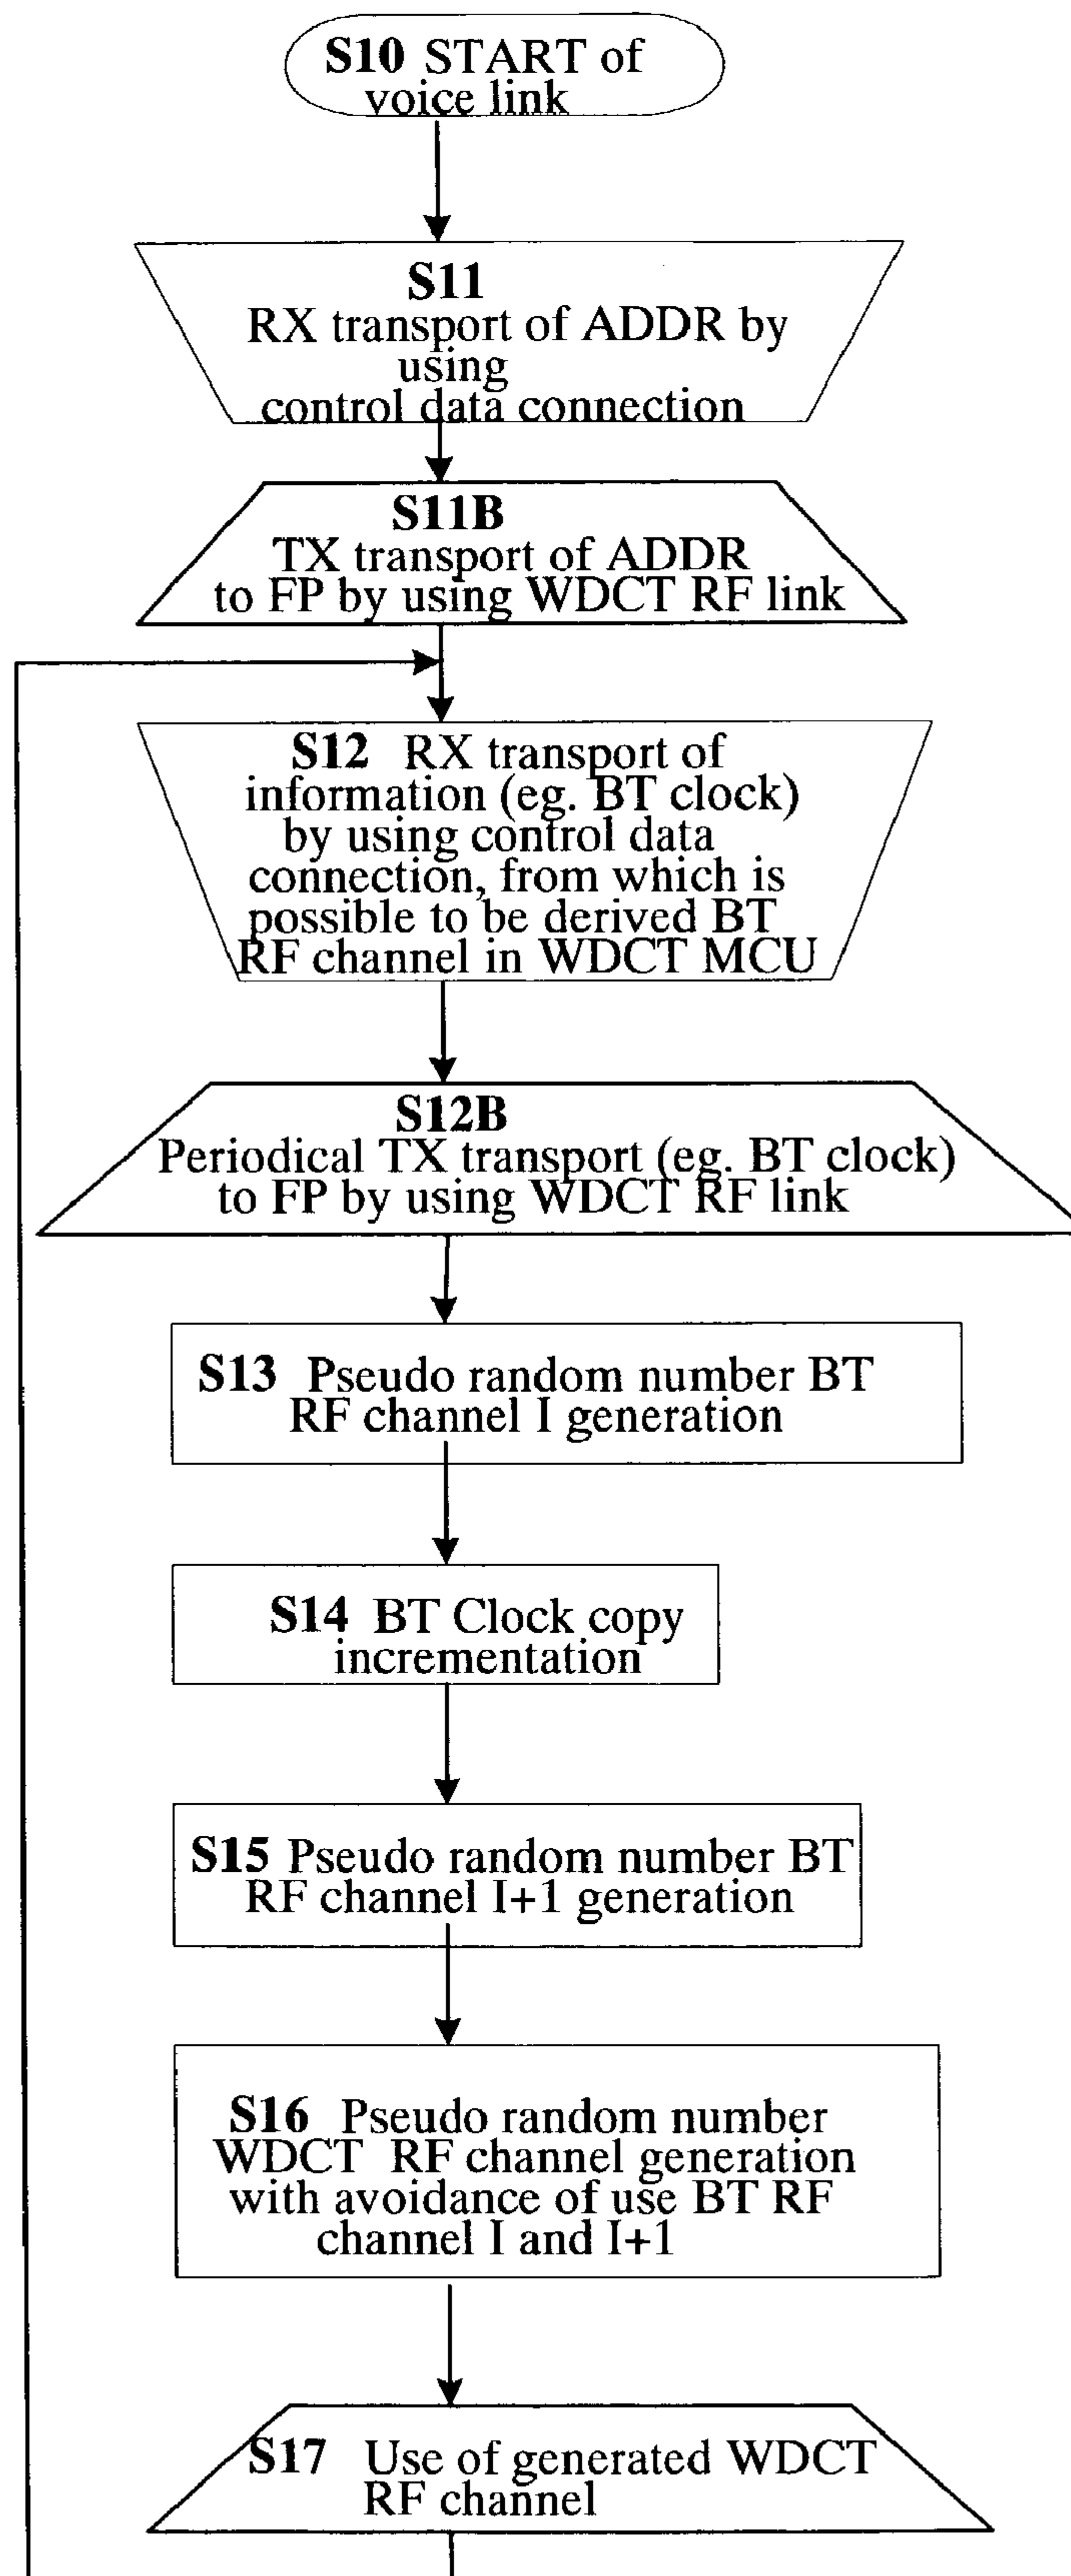 S10 START of
voice link
S11
RX transport of ADDR by
using
control data connection
S11B
TX transport of ADDR
to FP by using WDCT RF link
S12 RX transport of
information (eg. BT clock)
by using control data
connection, from which is
possible to be derived BT
RF channel in WDCT MCU
S12B
Periodical TX transport (eg. BT clock)
to FP by using WDCT RF link
S13 Pseudo random number BT
RF channel I generation
S14 BT Clock copy
incrementation
S15 Pseudo random number BT
RF channel I+1 generation
S16 Pseudo random number
WDCT RF channel generation
with avoidance of use BT RF
channel I and I+1
S17 Use of generated WDCT
RF channel